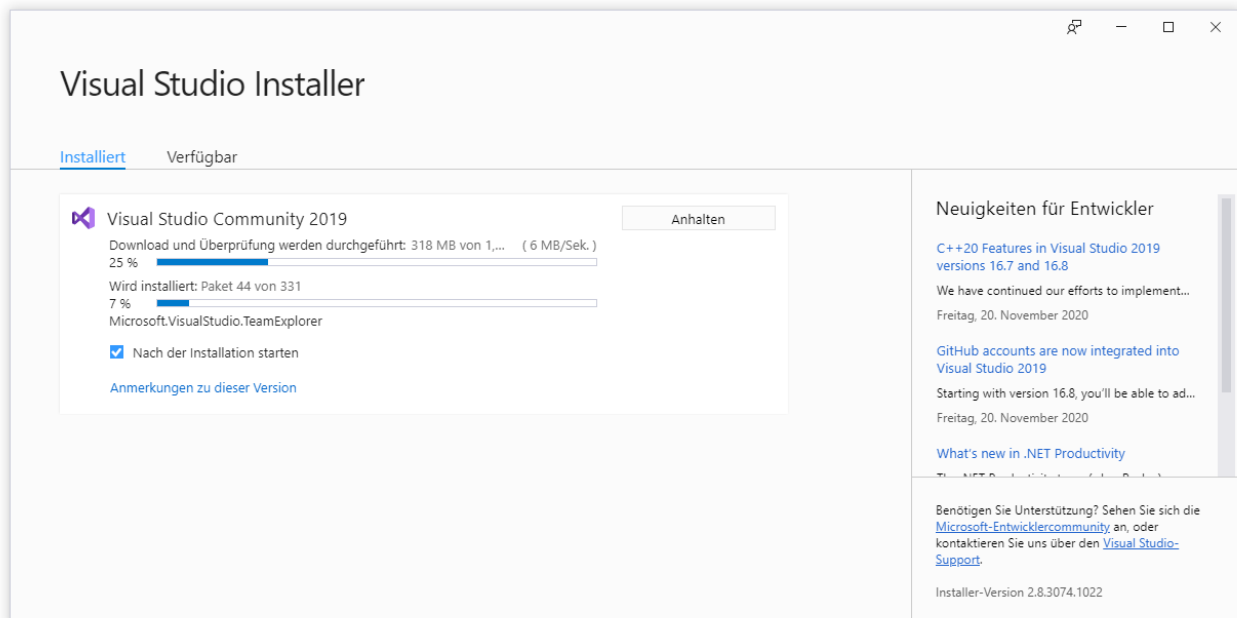 Visual Studio Installer
Installiert
Verfügbar
Visual Studio Community 2019
Anhalten
Download und Überprüfung werden durchgeführt: 318 MB von 1,... ( 6 MB/Sek. )
25 %
Wird installiert: Paket 44 von 331
7 %
Microsoft.VisualStudio.TeamExplorer
Nach der Installation starten
Anmerkungen zu dieser Version
Neuigkeiten für Entwickler
C++20 Features in Visual Studio 2019
versions 16.7 and 16.8
We have continued our efforts to implement...
Freitag, 20. November 2020
GitHub accounts are now integrated into
Visual Studio 2019
Starting with version 16.8, you'll be able to ad...
Freitag, 20. November 2020
What's new in .NET Productivity
Benötigen Sie Unterstützung? Sehen Sie sich die
Microsoft-Entwicklercommunity an, oder
kontaktieren Sie uns über den Visual Studio-
Support.
Installer-Version 2.8.3074.1022